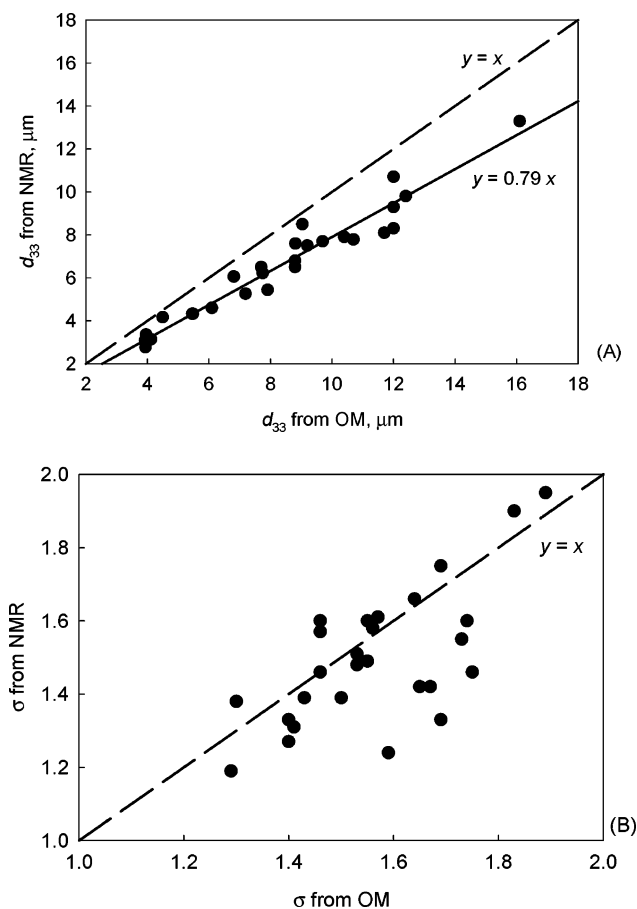 18
16
14
12
10
8
6
4
2
d₃₃ from NMR, μm
y = x
y = 0.79 x
2 4 6 8 10 12 14 16 18
(A)
d₃₃ from OM, μm
2.0
1.8
1.6
1.4
1.2
1.0
σ from NMR
y = x
1.0 1.2 1.4 1.6 1.8 2.0
(B)
σ from OM